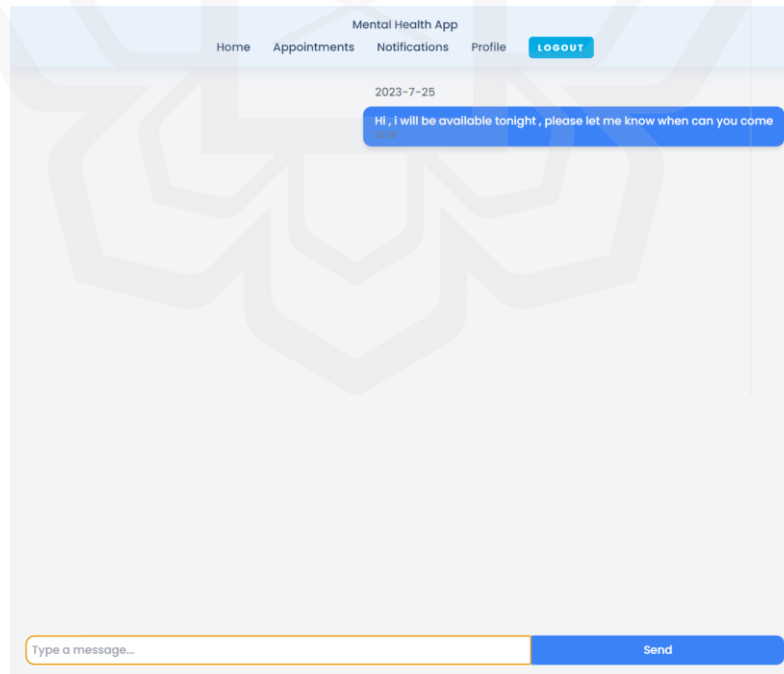 Mental Health App
Home Appointments Notifications Profile LOGOUT
2023-7-25
Hi , i will be available tonight , please let me know when can you come
Type a message...
Send